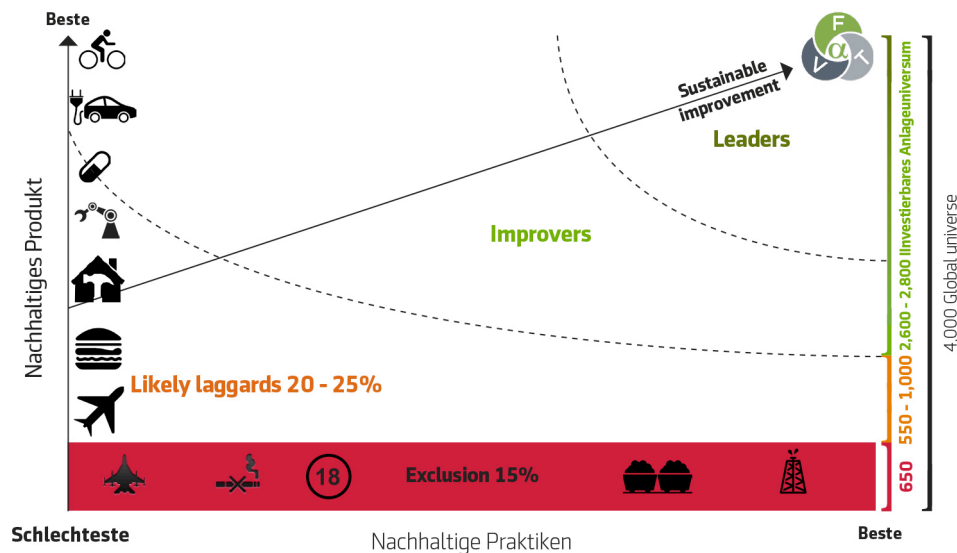 Beste
F
α
V
T
Sustainable
improvement
Leaders
Improvers
Nachhaltiges Produkt
Likely laggards 20 - 25%
18
Exclusion 15%
2,600 - 2,800 IInvestierbares Anlageuniversum
550 - 1,000
650
4.000 Global universe
Schlechteste
Nachhaltige Praktiken
Beste